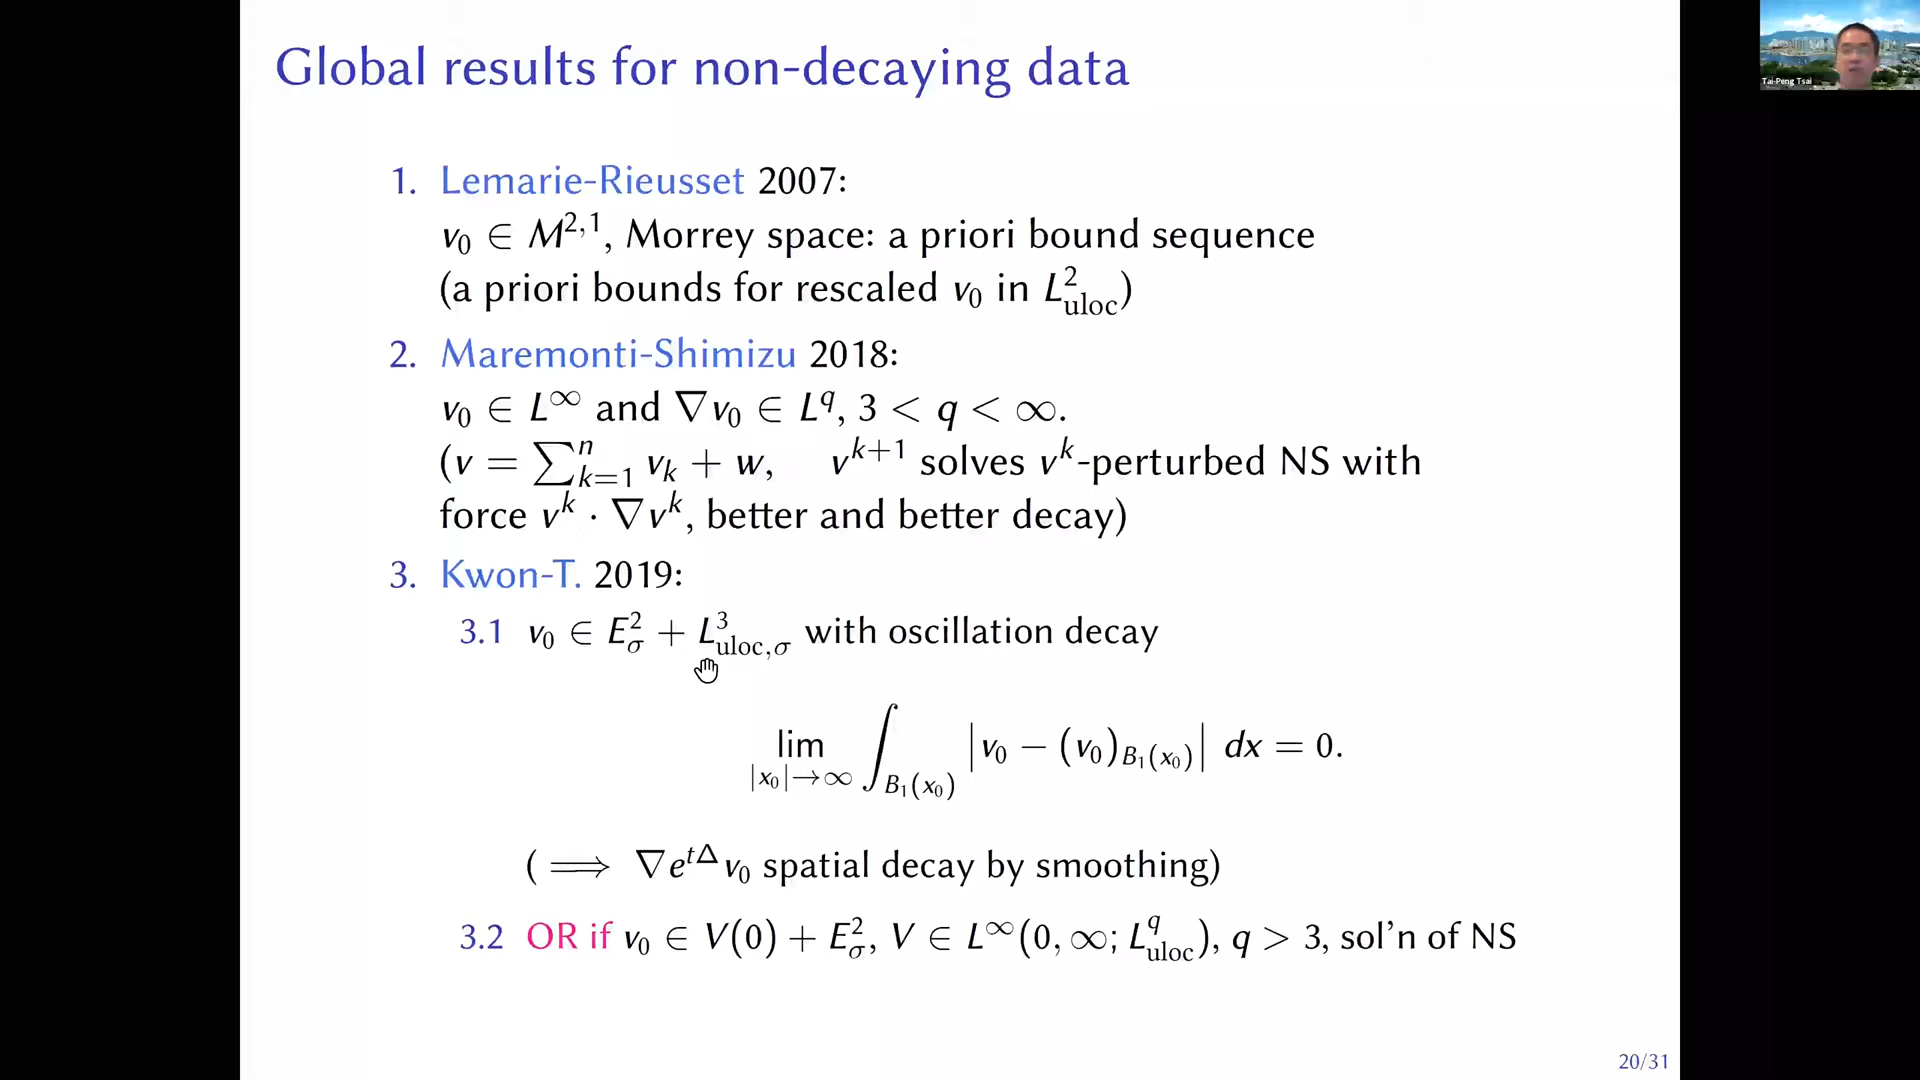 Global results for non-decaying data
Tai-Peng Tsai
1. Lemarie-Rieusset 2007:
v₀ ∈ M²,¹, Morrey space: a priori bound sequence
(a priori bounds for rescaled v₀ in L²_uloc)
2. Maremonti-Shimizu 2018:
v₀ ∈ L^∞ and ∇v₀ ∈ L^q, 3 < q < ∞.
(v = ∑_{k=1}^n v_k + w, v^{k+1} solves v^k-perturbed NS with
force v^k · ∇v^k, better and better decay)
3. Kwon-T. 2019:
3.1 v₀ ∈ E²_σ + L³_{uloc,σ} with oscillation decay
lim_{|x₀|→∞} ∫_{B₁(x₀)} |v₀ − (v₀)_{B₁(x₀)}| dx = 0.
( ⟹ ∇e^{tΔ}v₀ spatial decay by smoothing)
3.2 OR if v₀ ∈ V(0) + E²_σ, V ∈ L^∞(0, ∞; L^q_uloc), q > 3, sol'n of NS
20/31